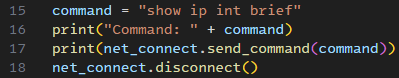 15 command = "show ip int brief"
16 print("Command: " + command)
17 print(net_connect.send_command(command))
18 net_connect.disconnect()